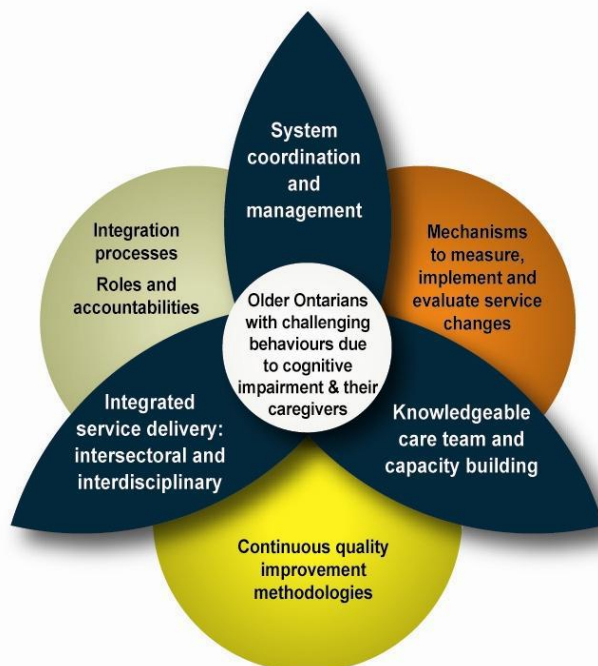 System
coordination
and
management
Integration
processes
Roles and
accountabilities
Mechanisms
to measure,
implement and
evaluate service
changes
Older Ontarians
with challenging
behaviours due
to cognitive
impairment & their
caregivers
Integrated
service delivery:
intersectoral and
interdisciplinary
Knowledgeable
care team and
capacity building
Continuous quality
improvement
methodologies